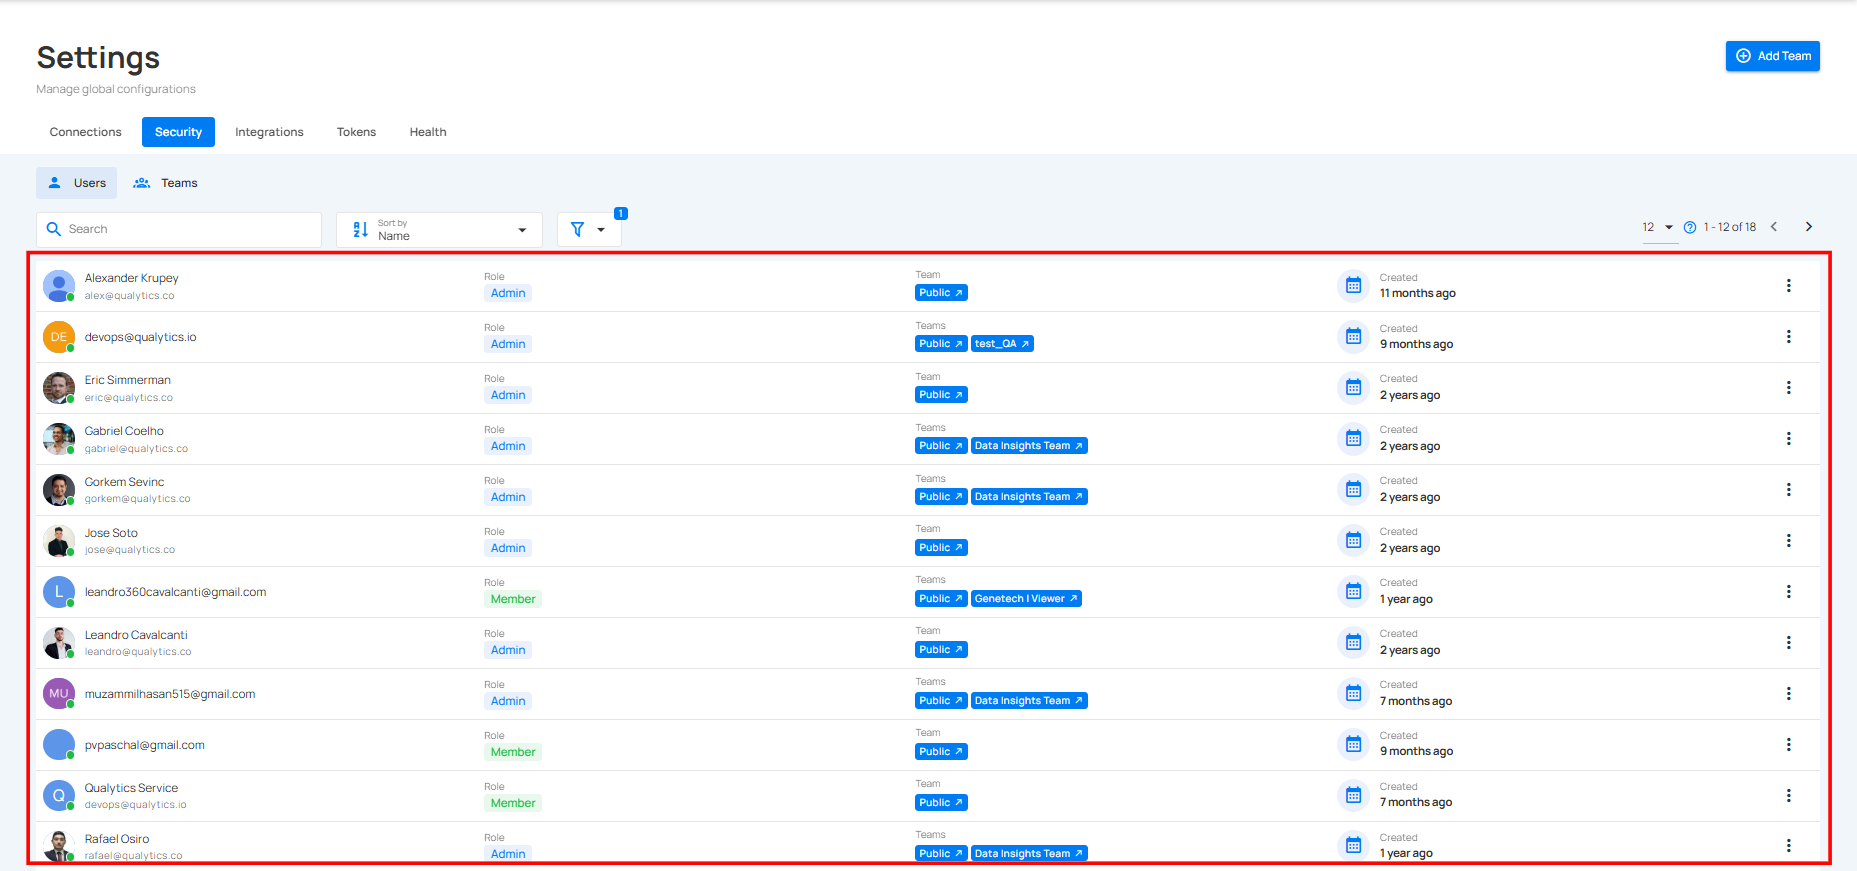 Settings
Add Team
Manage global configurations
Connections Security Integrations Tokens Health
Users Teams
1
Search
Sort by
Name
12 1 - 12 of 18
Alexander Krupey
alex@qualytics.co
Role
Admin
Team
Public
Created
11 months ago
DE
devops@qualytics.io
Role
Admin
Teams
Public test_QA
Created
9 months ago
Eric Simmerman
eric@qualytics.co
Role
Admin
Team
Public
Created
2 years ago
Gabriel Coelho
gabriel@qualytics.co
Role
Admin
Teams
Public Data Insights Team
Created
2 years ago
Gorkem Sevinc
gorkem@qualytics.co
Role
Admin
Teams
Public Data Insights Team
Created
2 years ago
Jose Soto
jose@qualytics.co
Role
Admin
Team
Public
Created
2 years ago
L
leandro360cavalcanti@gmail.com
Role
Member
Teams
Public Genetech | Viewer
Created
1 year ago
Leandro Cavalcanti
leandro@qualytics.co
Role
Admin
Team
Public
Created
2 years ago
MU
muzammilhasan515@gmail.com
Role
Admin
Teams
Public Data Insights Team
Created
7 months ago
pvpaschal@gmail.com
Role
Member
Team
Public
Created
9 months ago
Q
Qualytics Service
devops@qualytics.io
Role
Member
Team
Public
Created
7 months ago
Rafael Osiro
rafael@qualytics.co
Role
Admin
Teams
Public Data Insights Team
Created
1 year ago